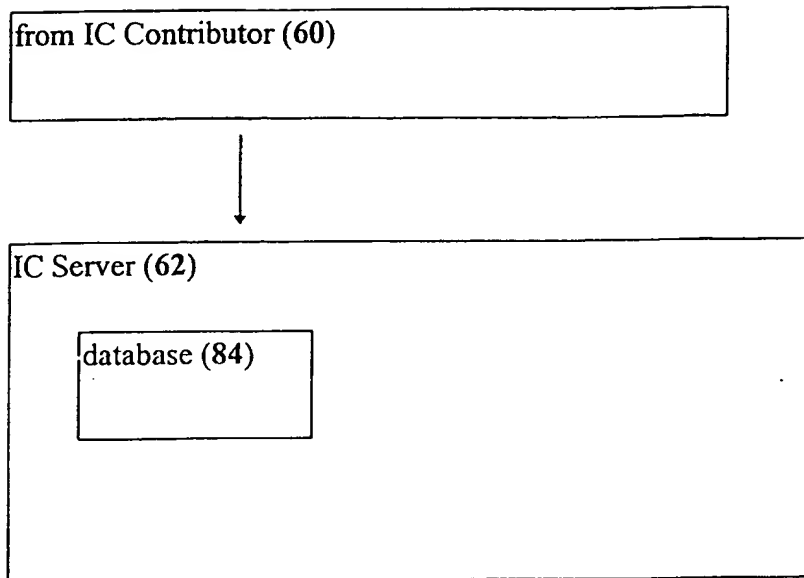 from IC Contributor (60)
IC Server (62)
database (84)